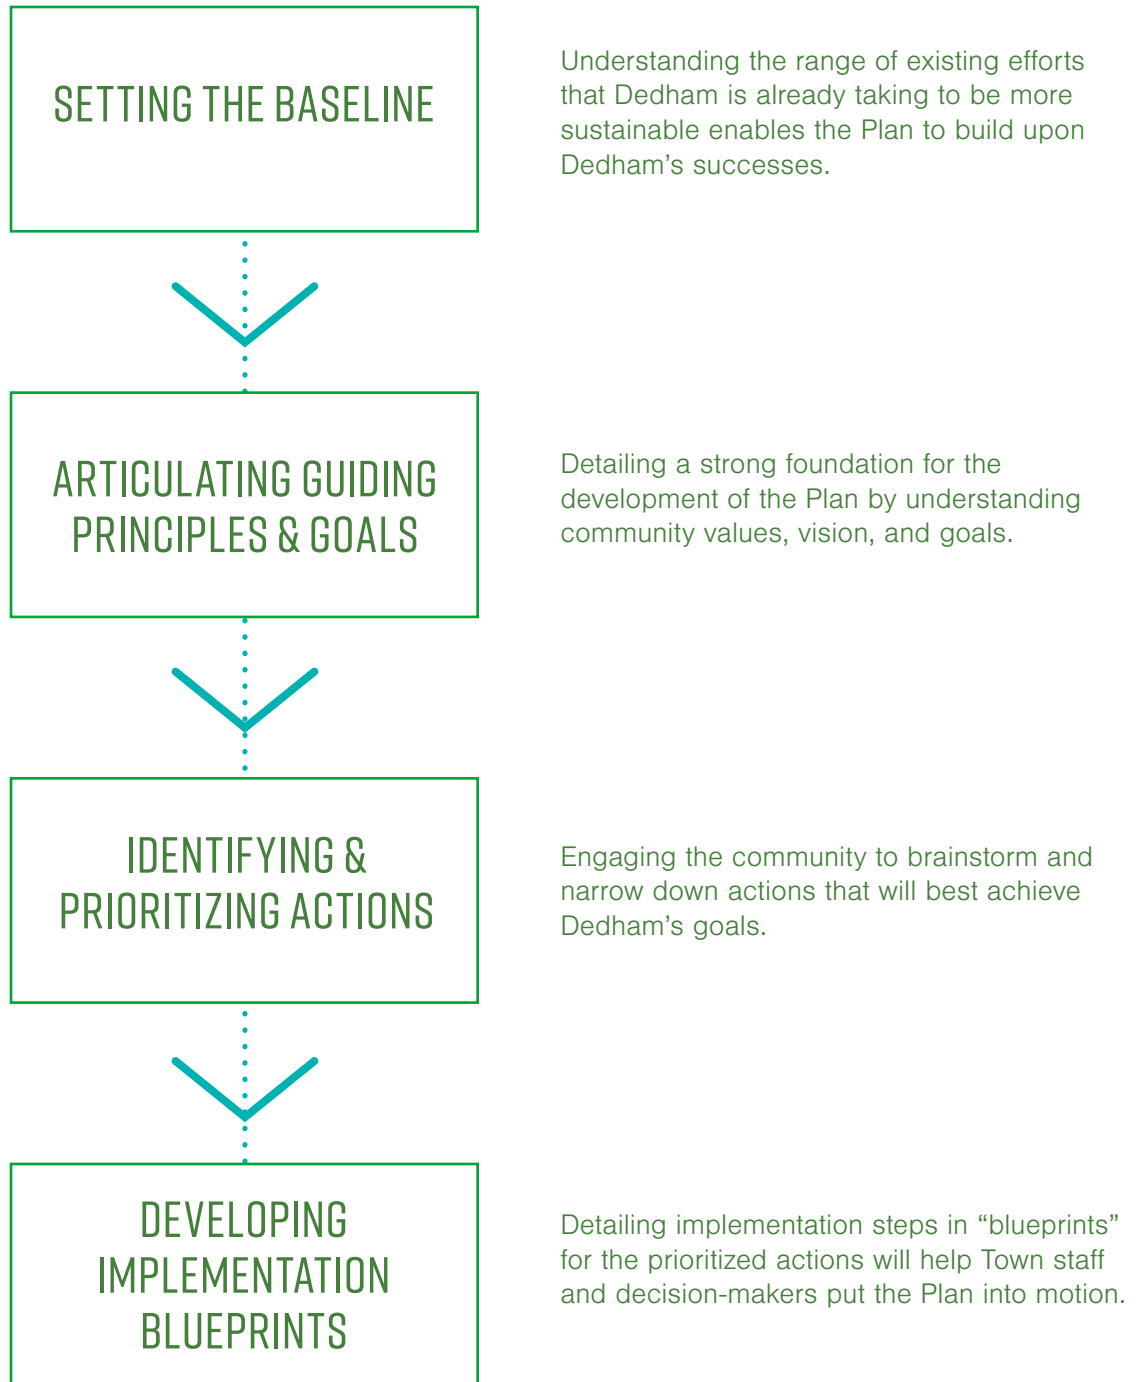 SETTING THE BASELINE
Understanding the range of existing efforts
that Dedham is already taking to be more
sustainable enables the Plan to build upon
Dedham’s successes.
ARTICULATING GUIDING
PRINCIPLES & GOALS
Detailing a strong foundation for the
development of the Plan by understanding
community values, vision, and goals.
IDENTIFYING &
PRIORITIZING ACTIONS
Engaging the community to brainstorm and
narrow down actions that will best achieve
Dedham’s goals.
DEVELOPING
IMPLEMENTATION
BLUEPRINTS
Detailing implementation steps in “blueprints”
for the prioritized actions will help Town staff
and decision-makers put the Plan into motion.